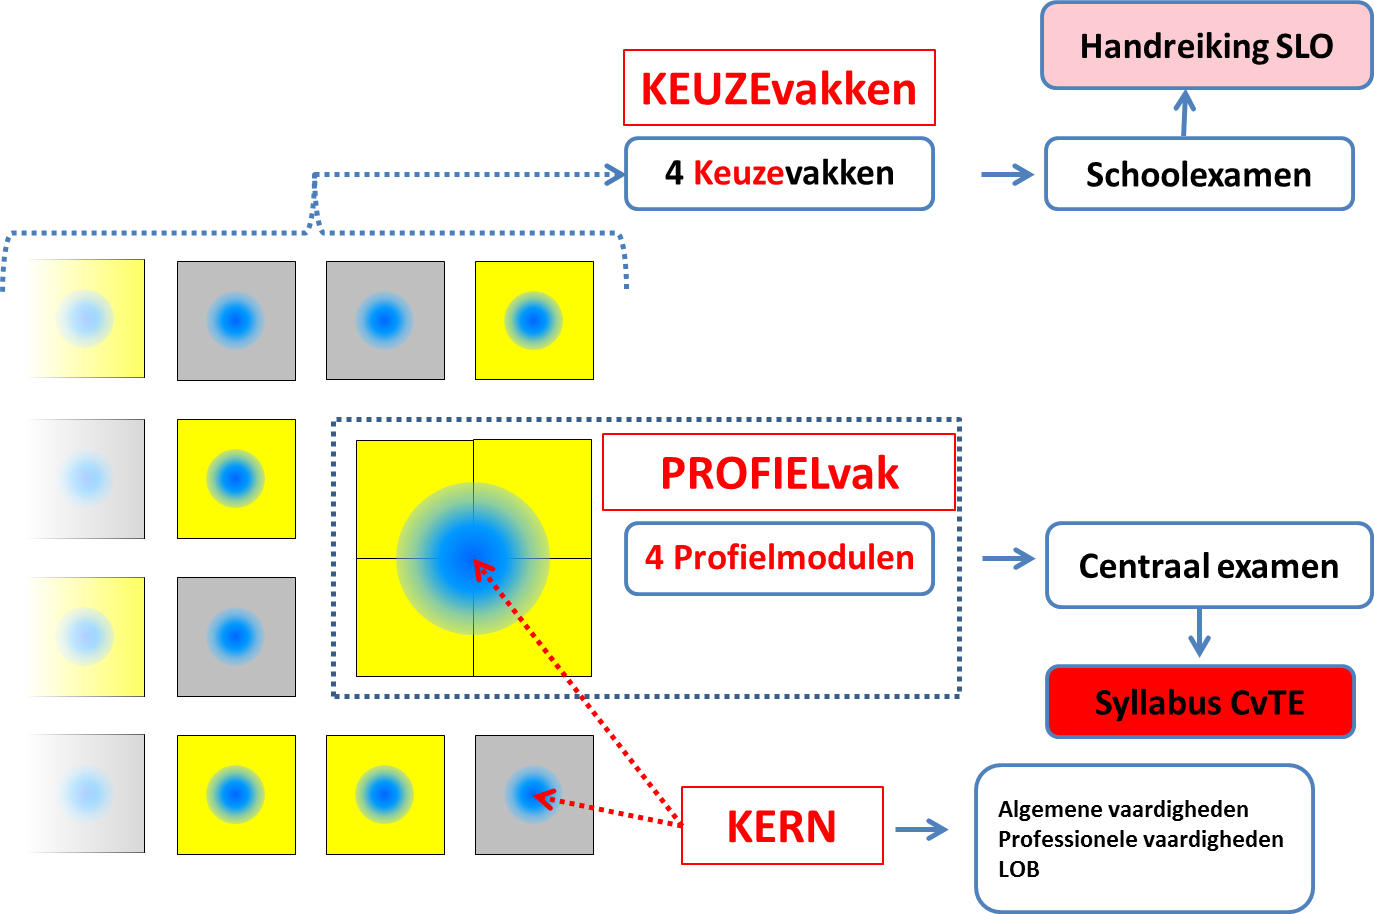 Handreiking SLO
KEUZEvakken
4 Keuzevakken
Schoolexamen
PROFIELvak
4 Profielmodulen
Centraal examen
Syllabus CvTE
KERN
Algemene vaardigheden
Professionele vaardigheden
LOB